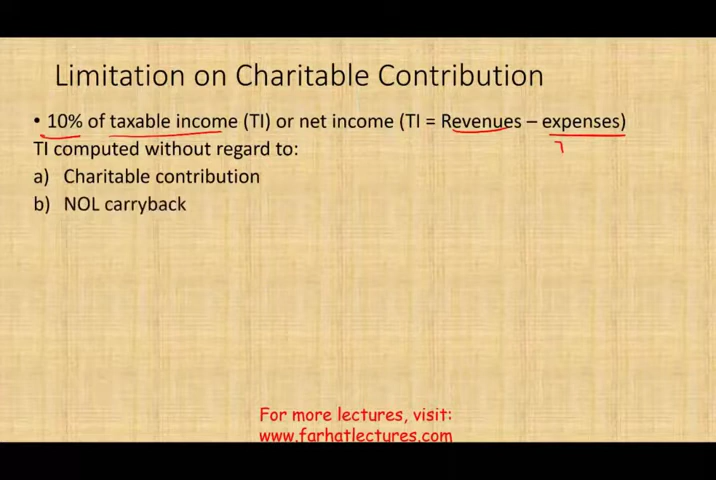 Limitation on Charitable Contribution
• 10% of taxable income (TI) or net income (TI = Revenues – expenses)
TI computed without regard to:
a) Charitable contribution
b) NOL carryback
For more lectures, visit:
www.farhatlectures.com